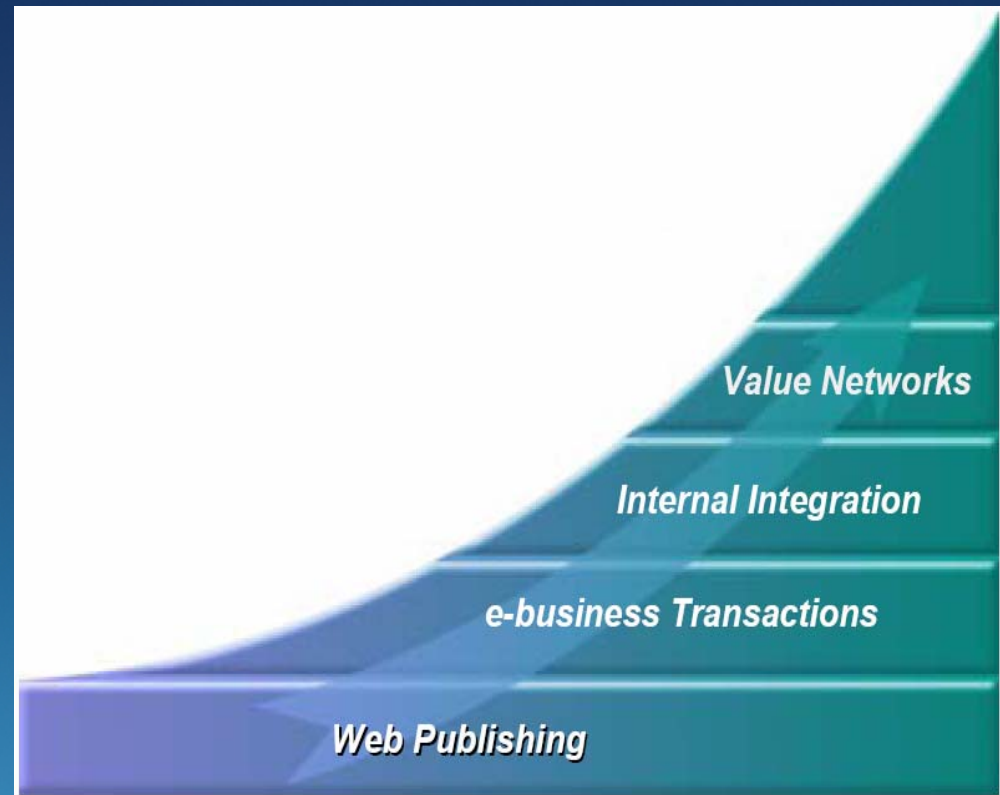 Value Networks
Internal Integration
e-business Transactions
Web Publishing